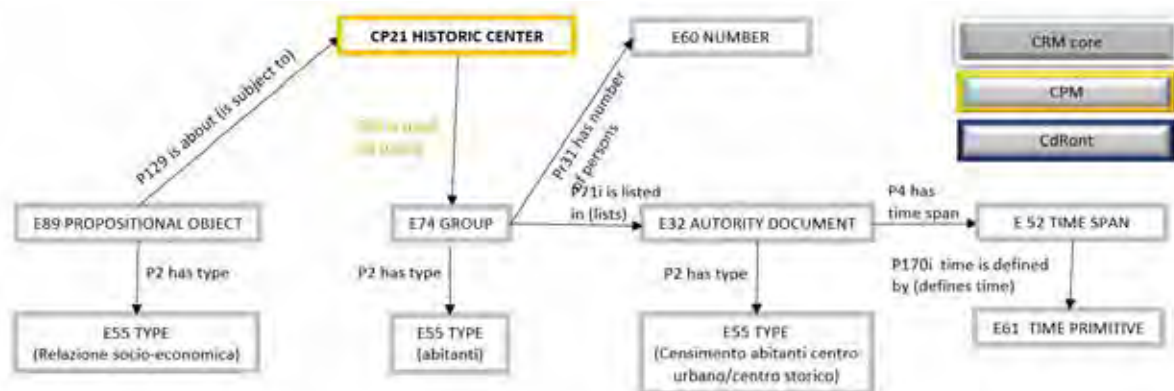 CP21 HISTORIC CENTER
E60 NUMBER
CRM core
CPM
CdRont
P129 is about (is subject to)
Pr31 has number
of persons
P71i is listed
in (lists)
P4 has
time span
E89 PROPOSITIONAL OBJECT
E74 GROUP
E32 AUTORITY DOCUMENT
E 52 TIME SPAN
P2 has type
P2 has type
P2 has type
P170i time is defined
by (defines time)
E55 TYPE
(Relazione socio-economica)
E55 TYPE
(abitanti)
E55 TYPE
(Censimento abitanti centro
urbano/centro storico)
E61 TIME PRIMITIVE